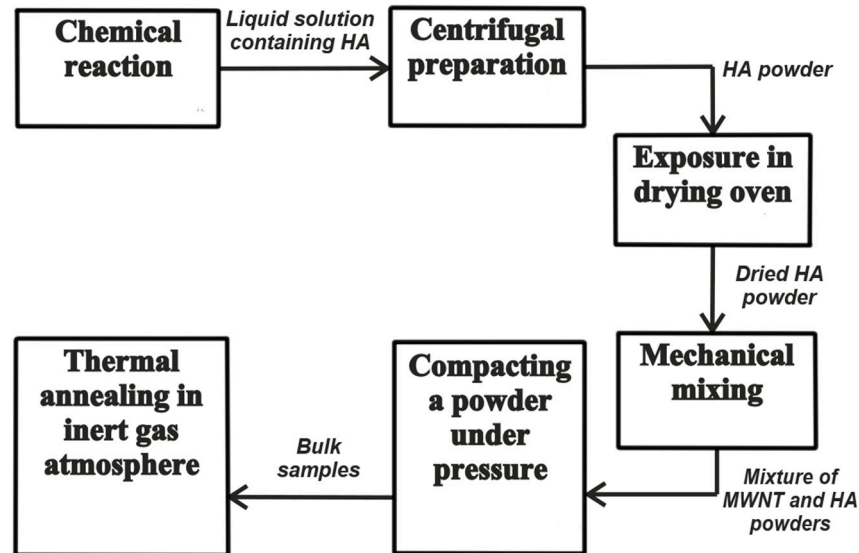 Chemical
reaction
Liquid solution
containing HA
Centrifugal
preparation
HA powder
Exposure in
drying oven
Dried HA
powder
Mechanical
mixing
Mixture of
MWNT and HA
powders
Compacting
a powder
under
pressure
Bulk
samples
Thermal
annealing in
inert gas
atmosphere